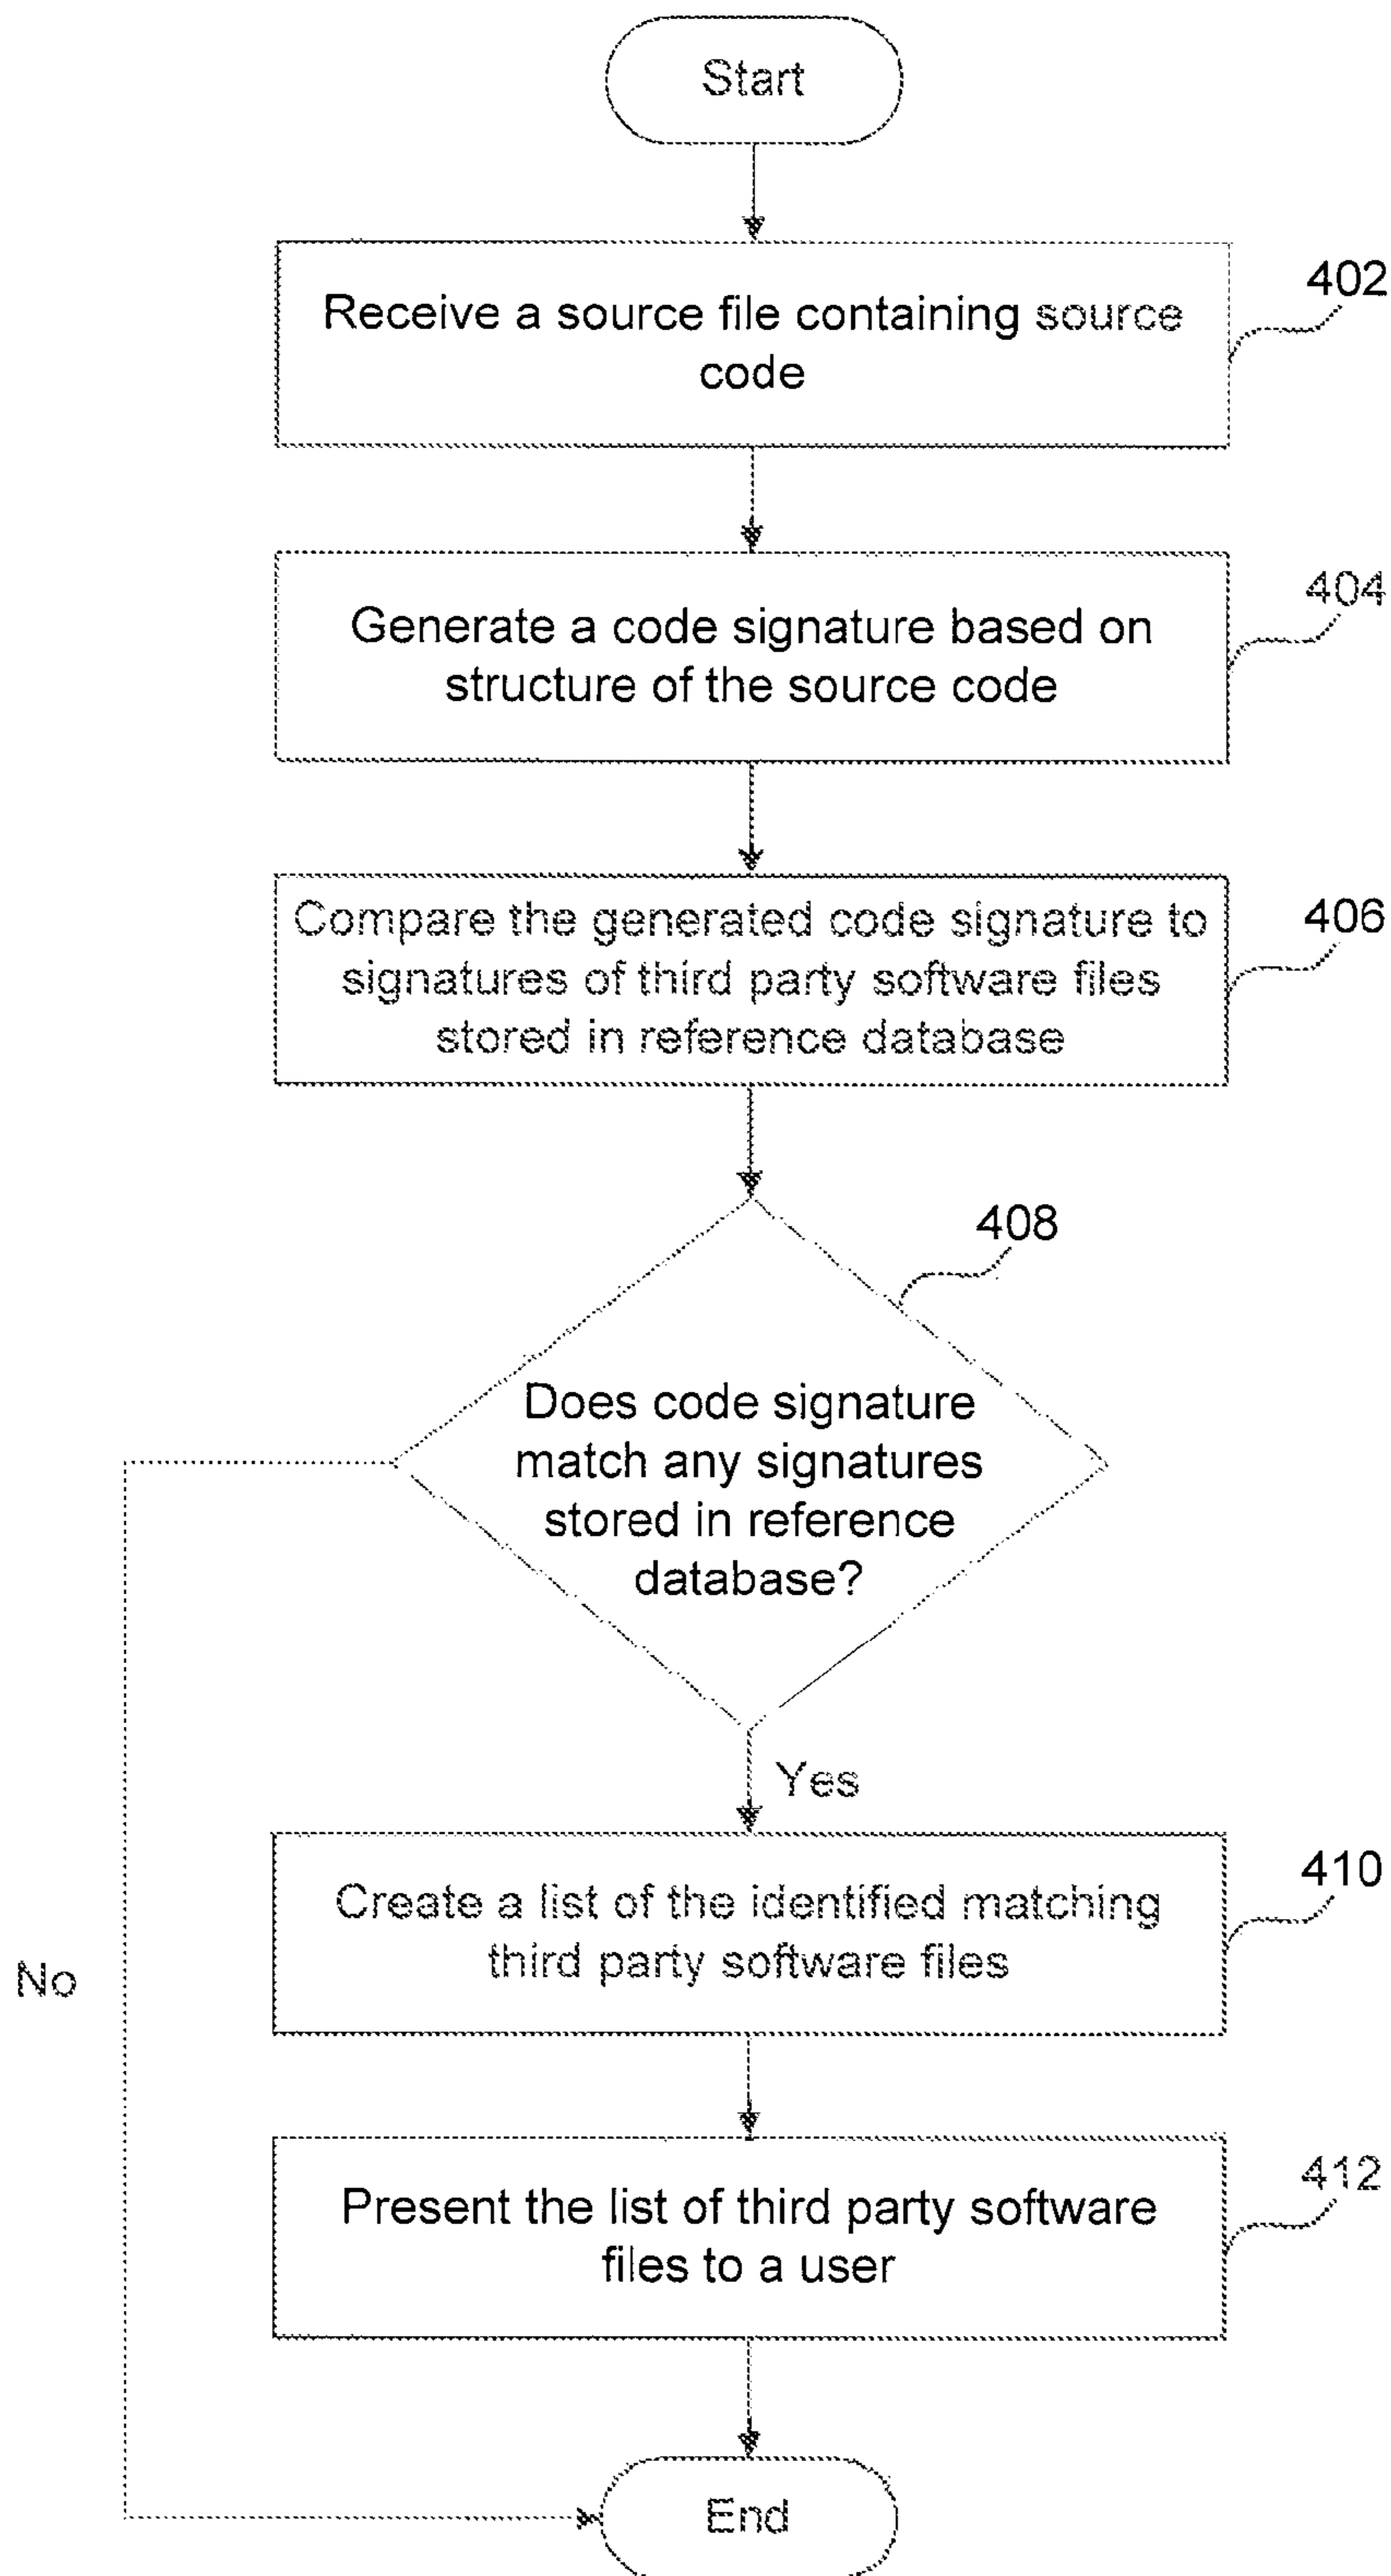 Start
402
Receive a source file containing source
code
404
Generate a code signature based on
structure of the source code
406
Compare the generated code signature to
signatures of third party software files
stored in reference database
408
Does code signature
match any signatures
stored in reference
database?
Yes
410
Create a list of the identified matching
third party software files
No
412
Present the list of third party software
files to a user
End